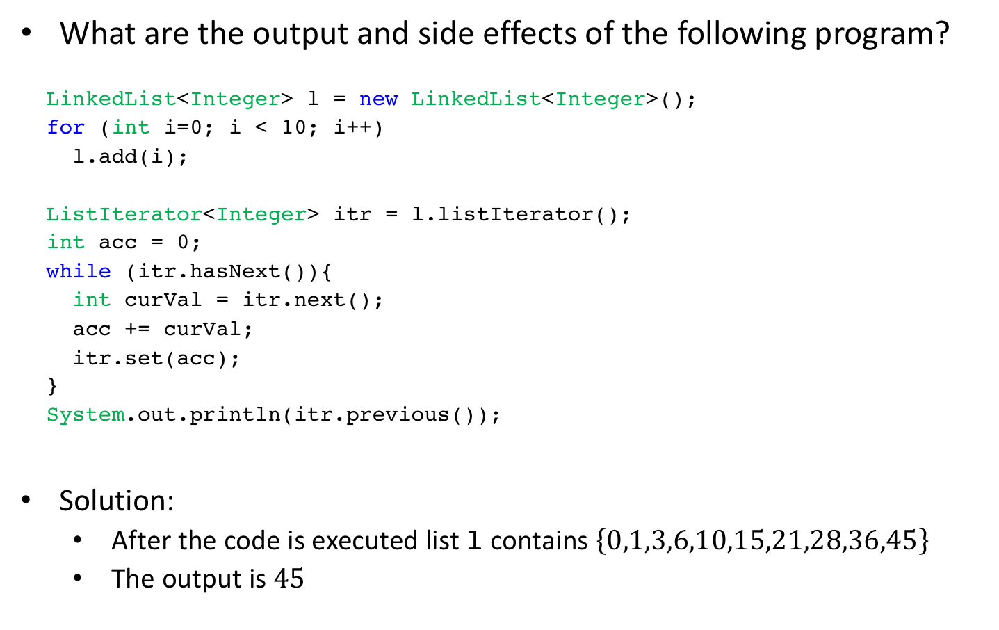 • What are the output and side effects of the following program?
LinkedList<Integer> l = new LinkedList<Integer>();
for (int i=0; i < 10; i++)
  l.add(i);
ListIterator<Integer> itr = l.listIterator();
int acc = 0;
while (itr.hasNext()){
  int curVal = itr.next();
  acc += curVal;
  itr.set(acc);
}
System.out.println(itr.previous());
• Solution:
• After the code is executed list l contains {0,1,3,6,10,15,21,28,36,45}
• The output is 45